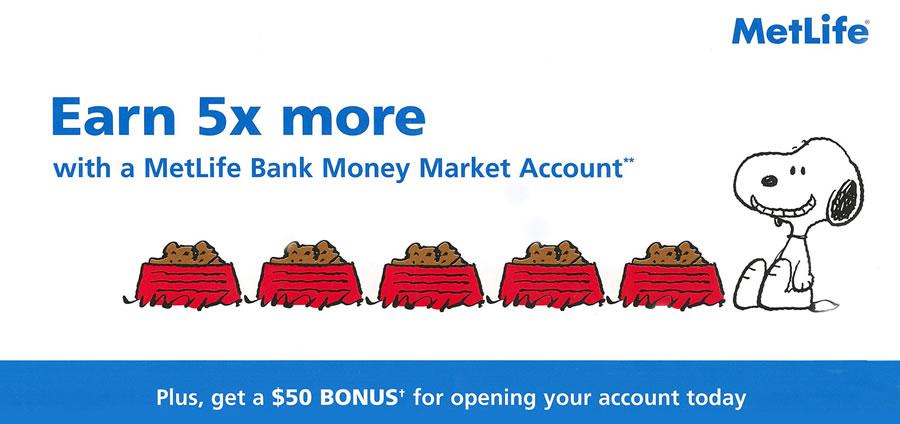 MetLife®
Earn 5x more
with a MetLife Bank Money Market Account**
Plus, get a $50 BONUS† for opening your account today